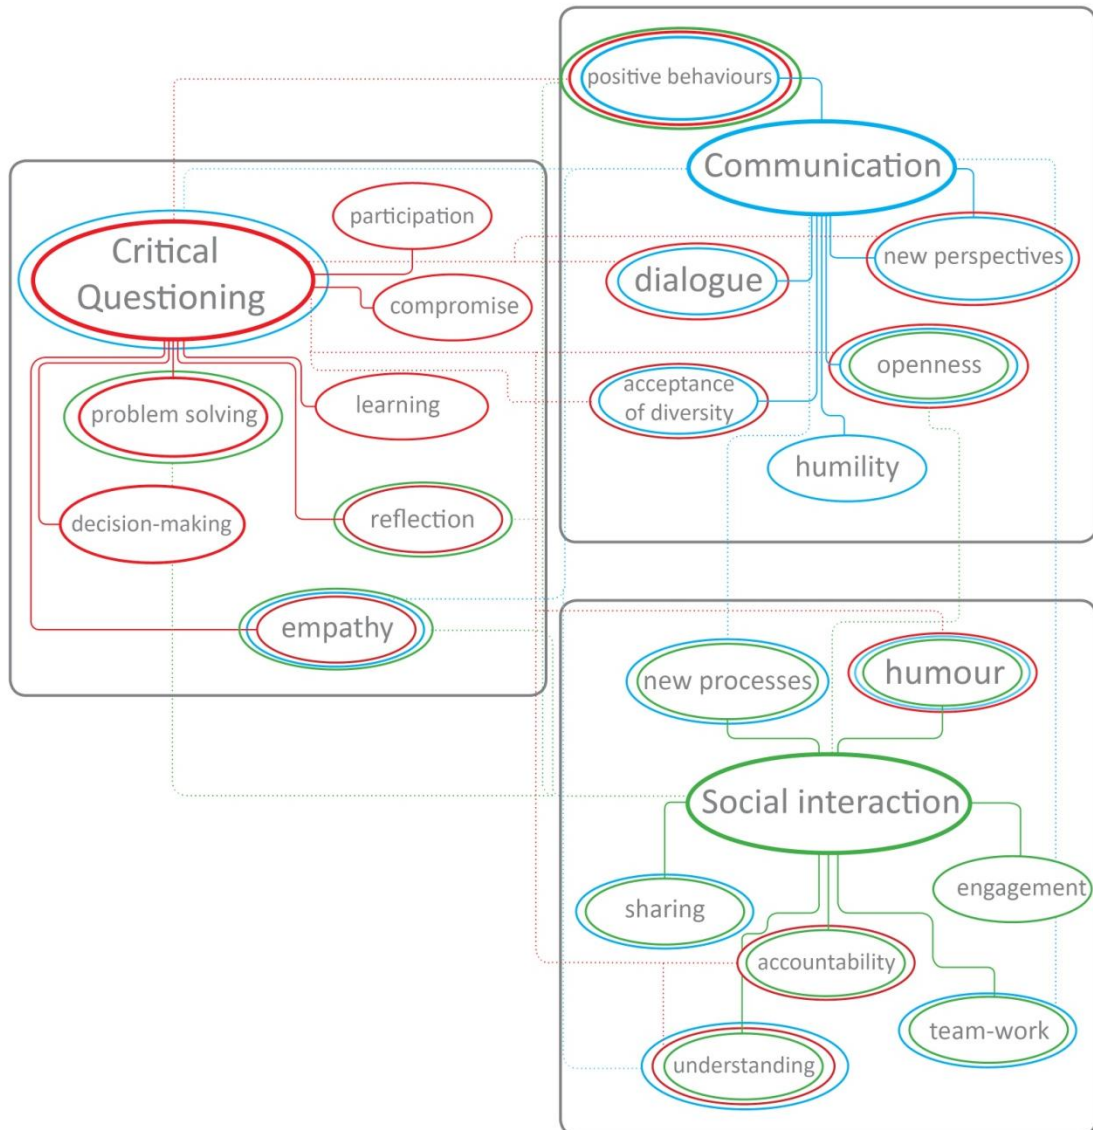 positive behaviours
Communication
new perspectives
dialogue
openness
acceptance
of diversity
humility
Critical
Questioning
participation
compromise
problem solving
learning
decision-making
reflection
empathy
new processes
humour
Social interaction
sharing
engagement
accountability
team-work
understanding